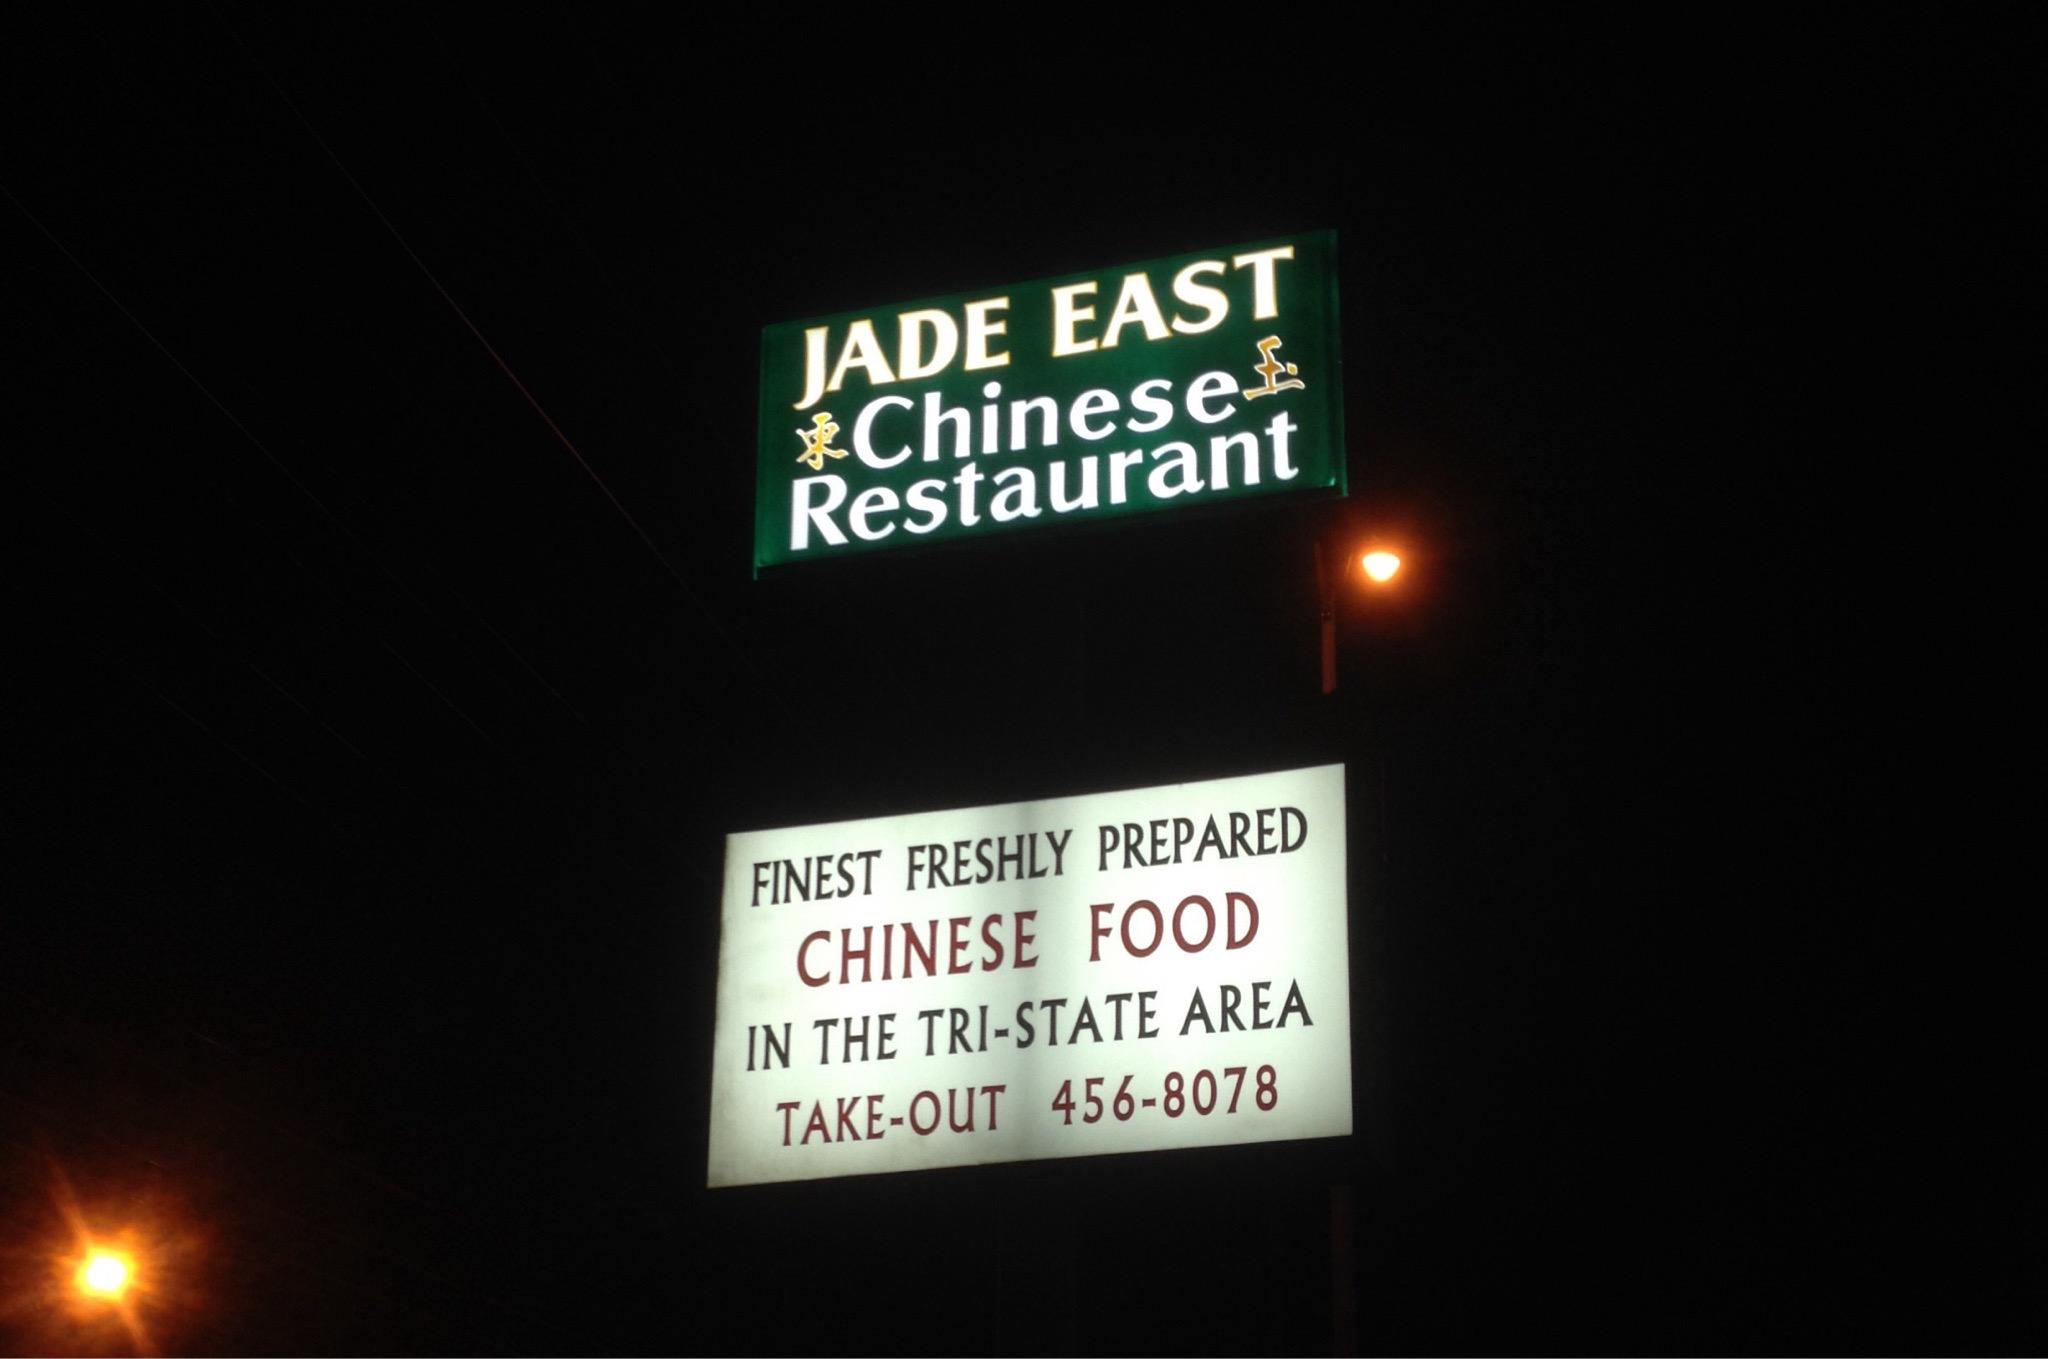 JADE EAST
東 Chinese 玉
Restaurant
FINEST FRESHLY PREPARED
CHINESE FOOD
IN THE TRI-STATE AREA
TAKE-OUT 456-8078